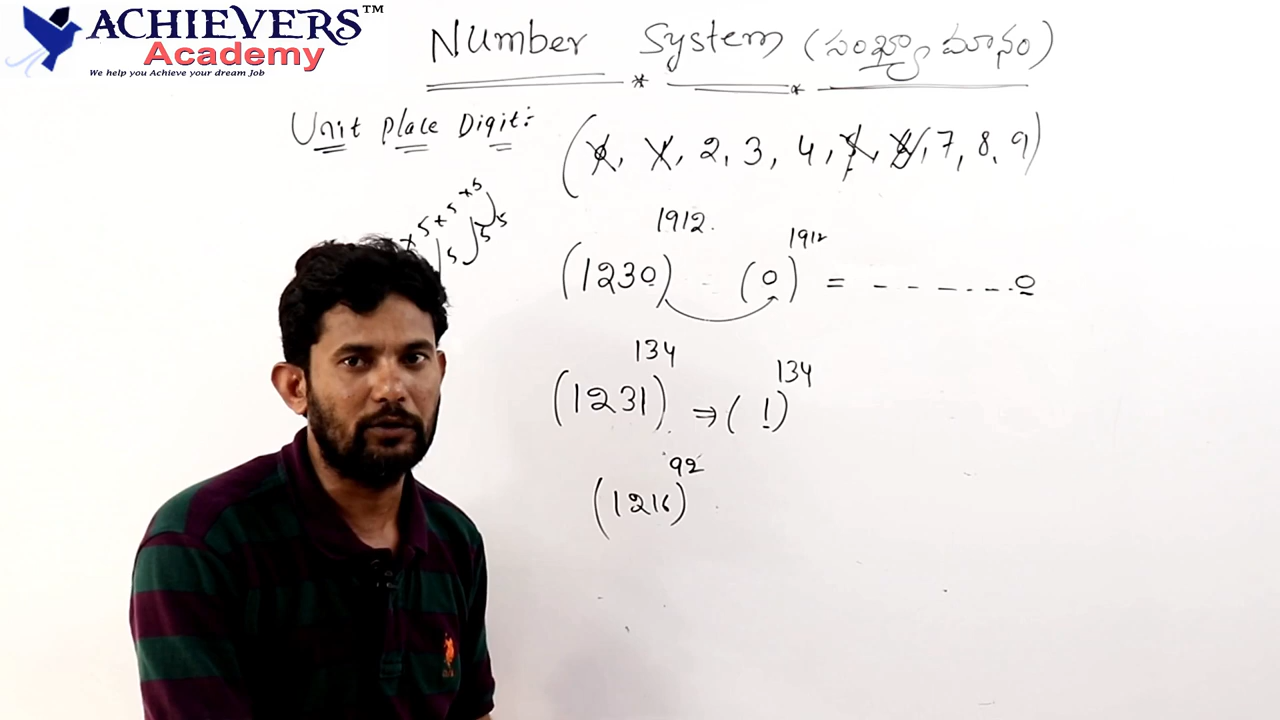 ACHIEVERS™
Academy
We help you Achieve your dream Job
Number System (సంఖ్యా మానం)
Unit Place Digit:-
(0, 1, 2, 3, 4, 5, 6, 7, 8, 9)
× 5 × 5 × 5
5 5 5
(1230)^1912 (0)^1912 = - - - - - - 0
(1231)^134 ⇒ (1)^134
(1216)^92